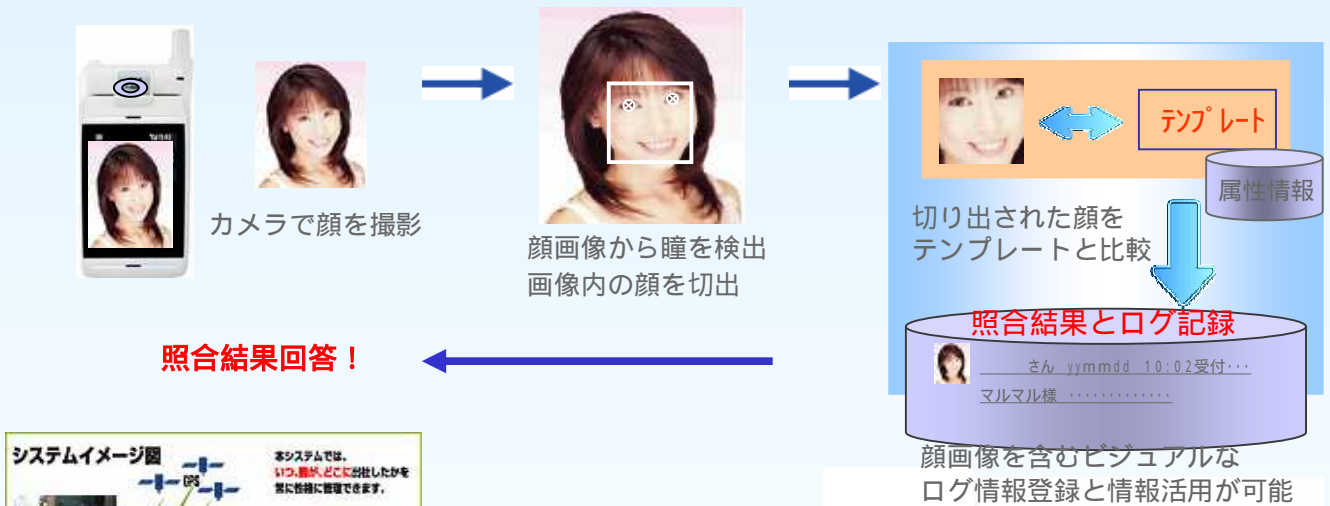 カメラで顔を撮影
顔画像から瞳を検出
画像内の顔を切出
テンプレート
属性情報
切り出された顔を
テンプレートと比較
照合結果とログ記録
さん yymmdd 10:02受付・・・
マルマル様 ・・・・・・・・・・・・・
顔画像を含むビジュアルな
ログ情報登録と情報活用が可能
照合結果回答！
システムイメージ図
GPS
本システムでは、
いつ、誰が、どこに出社したかを
常に性格に管理できます。